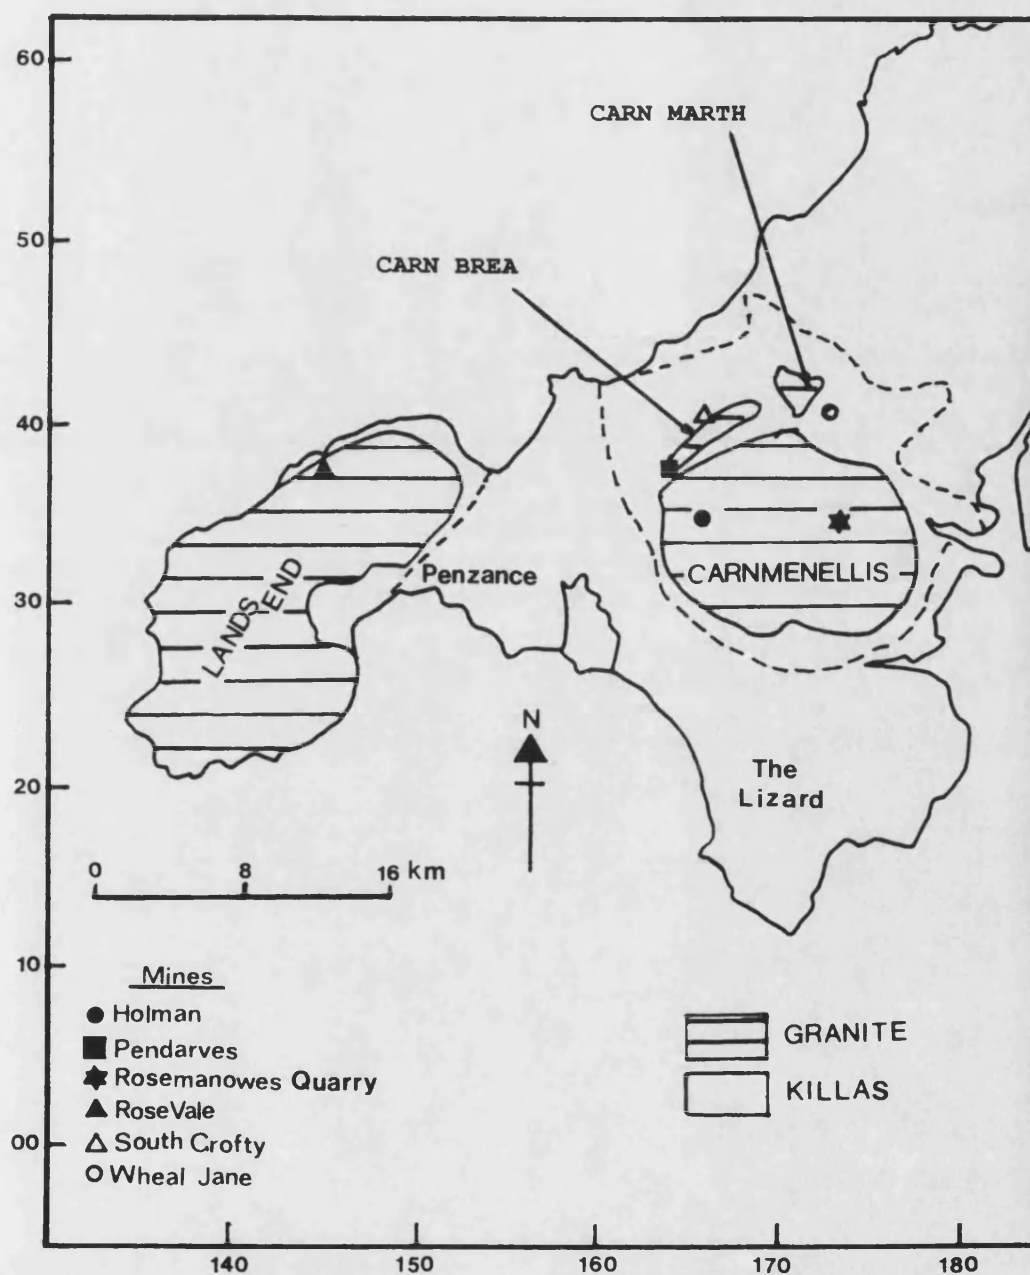 60
CARN MARTH
50
CARN BREA
40
Penzance
CARNMENELLIS
30
LANDS END
N
The
Lizard
20
0 8 16 km
10
Mines
Holman
Pendarves
Rosemanowes Quarry
RoseVale
South Crofty
Wheal Jane
GRANITE
KILLAS
00
140 150 160 170 180